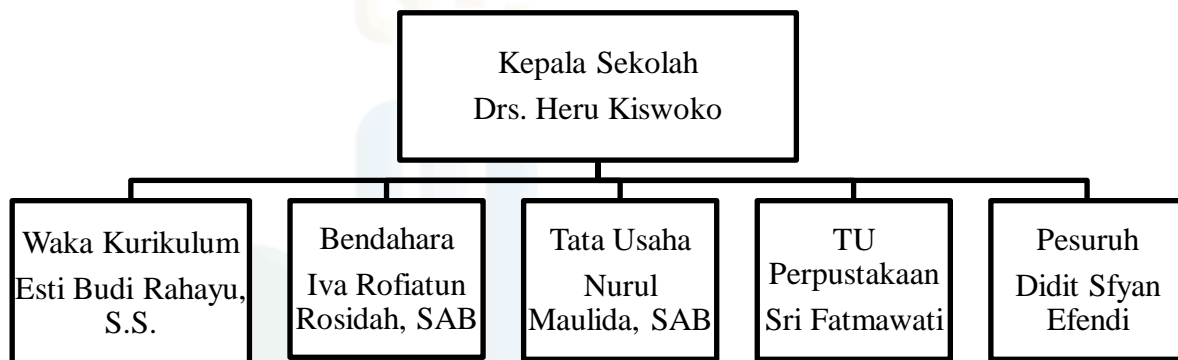 Kepala Sekolah
Drs. Heru Kiswoko
Waka Kurikulum
Esti Budi Rahayu,
S.S.
Bendahara
Iva Rofiatun
Rosidah, SAB
Tata Usaha
Nurul
Maulida, SAB
TU
Perpustakaan
Sri Fatmawati
Pesuruh
Didit Sfyan
Efendi